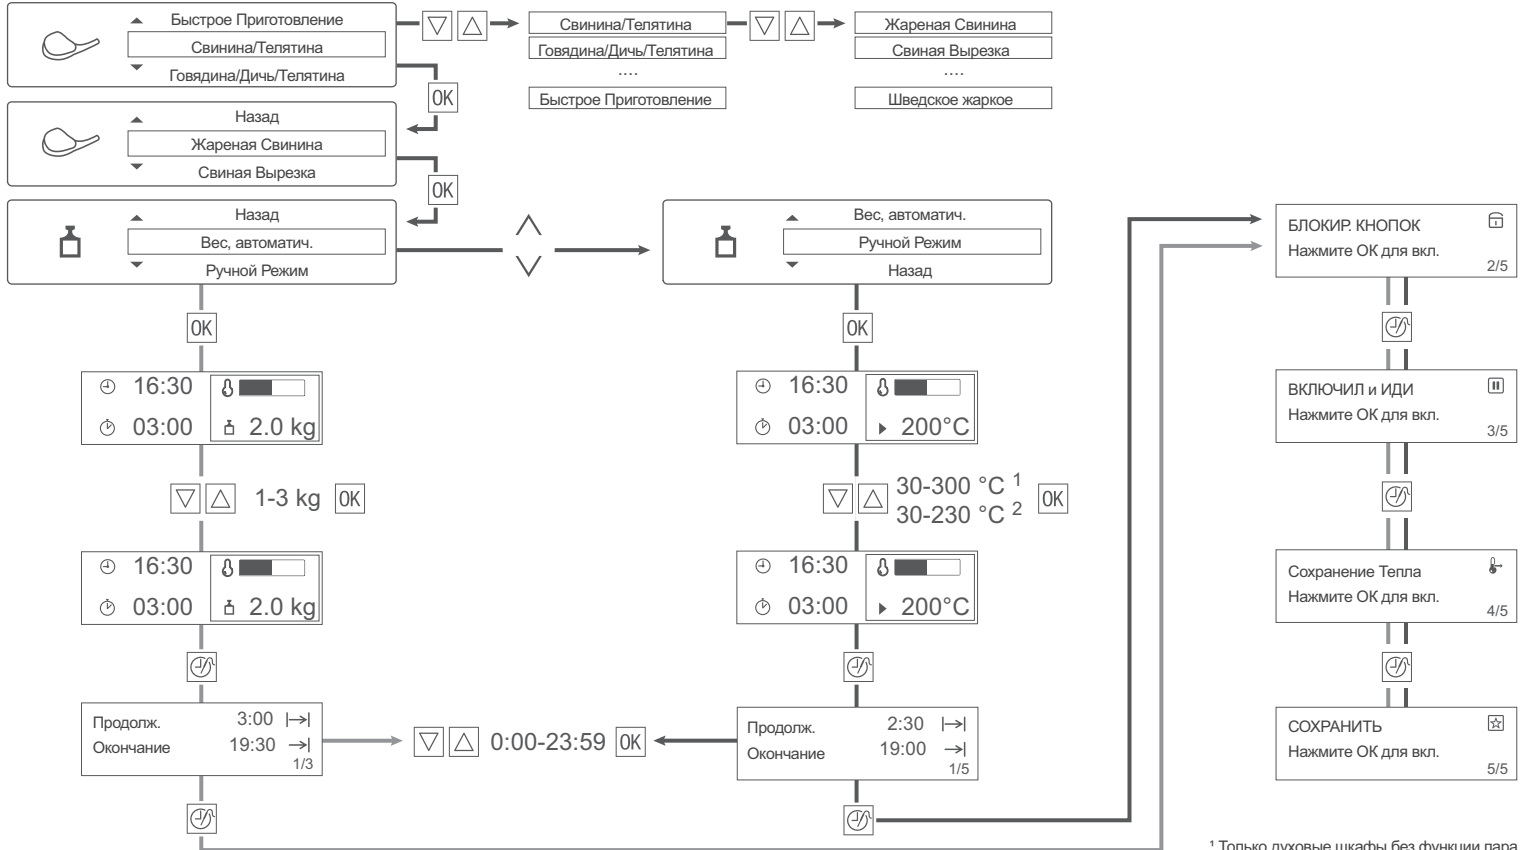 Быстрое Приготовление
Свинина/Телятина
Говядина/Дичь/Телятина
Свинина/Телятина
Говядина/Дичь/Телятина
....
Быстрое Приготовление
Жареная Свинина
Свиная Вырезка
....
Шведское жаркое
OK
Назад
Жареная Свинина
Свиная Вырезка
OK
Назад
Вес, автоматич.
Ручной Режим
Вес, автоматич.
Ручной Режим
Назад
OK
16:30
03:00 2.0 kg
1-3 kg OK
16:30
03:00 2.0 kg
Продолж. 3:00
Окончание 19:30
1/3
0:00-23:59 OK
OK
16:30
03:00 200°C
30-300 °C 1
30-230 °C 2
OK
16:30
03:00 200°C
Продолж. 2:30
Окончание 19:00
1/5
БЛОКИР. КНОПОК
Нажмите ОК для вкл.
2/5
ВКЛЮЧИЛ и ИДИ
Нажмите ОК для вкл.
3/5
Сохранение Тепла
Нажмите ОК для вкл.
4/5
СОХРАНИТЬ
Нажмите ОК для вкл.
5/5
1 Только духовые шкафы без функции пара